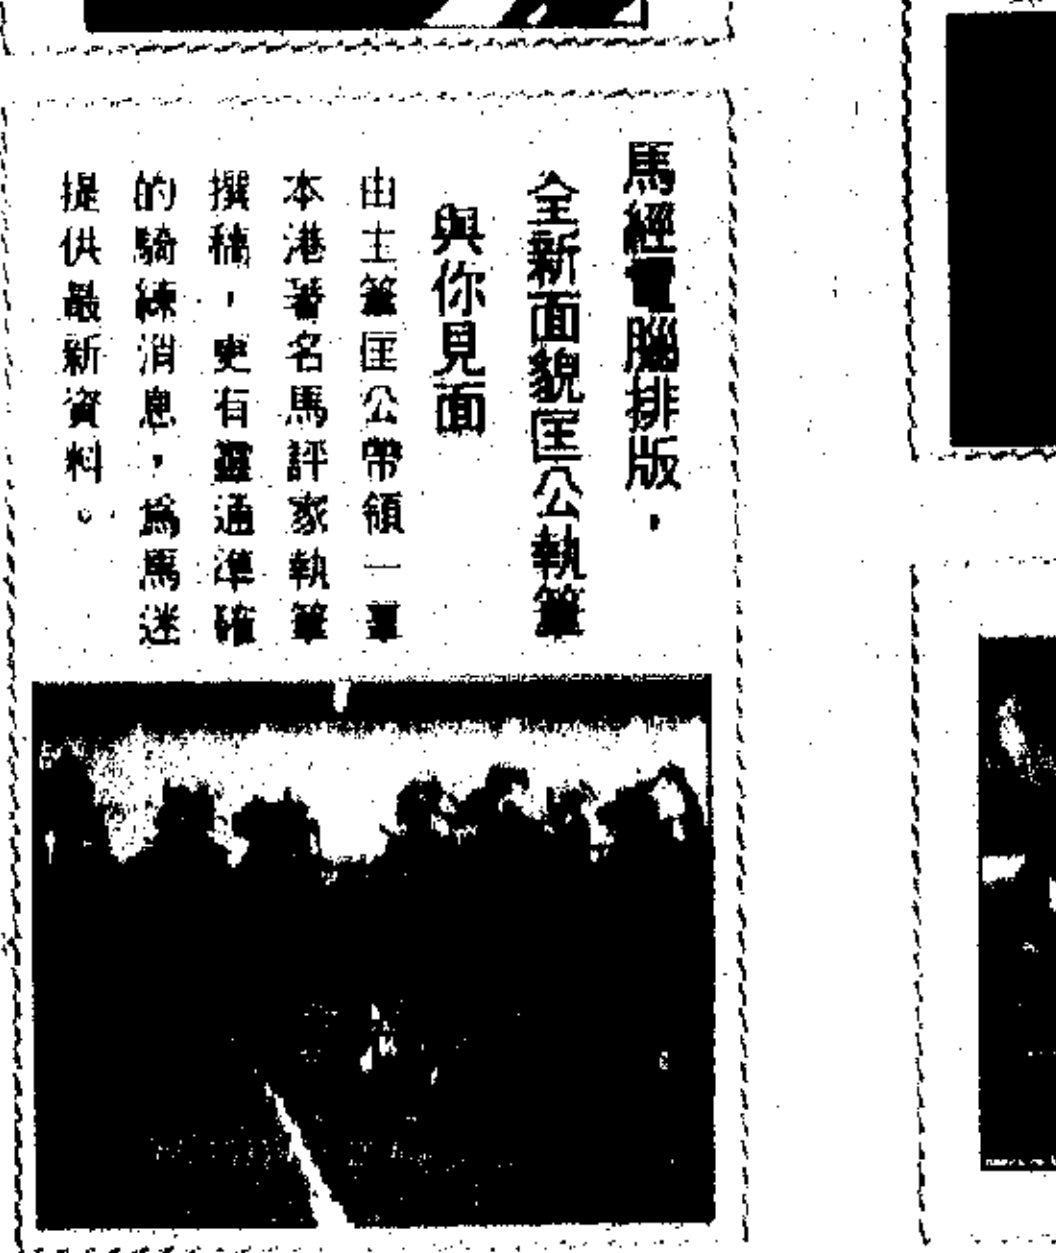 馬經電腦排版，
全新面貌匡公執筆
與你見面
由主筆匡公帶領一羣
本港著名馬評家執筆
撰稿，更有靈通準確
的騎練消息，為馬迷
提供最新資料。